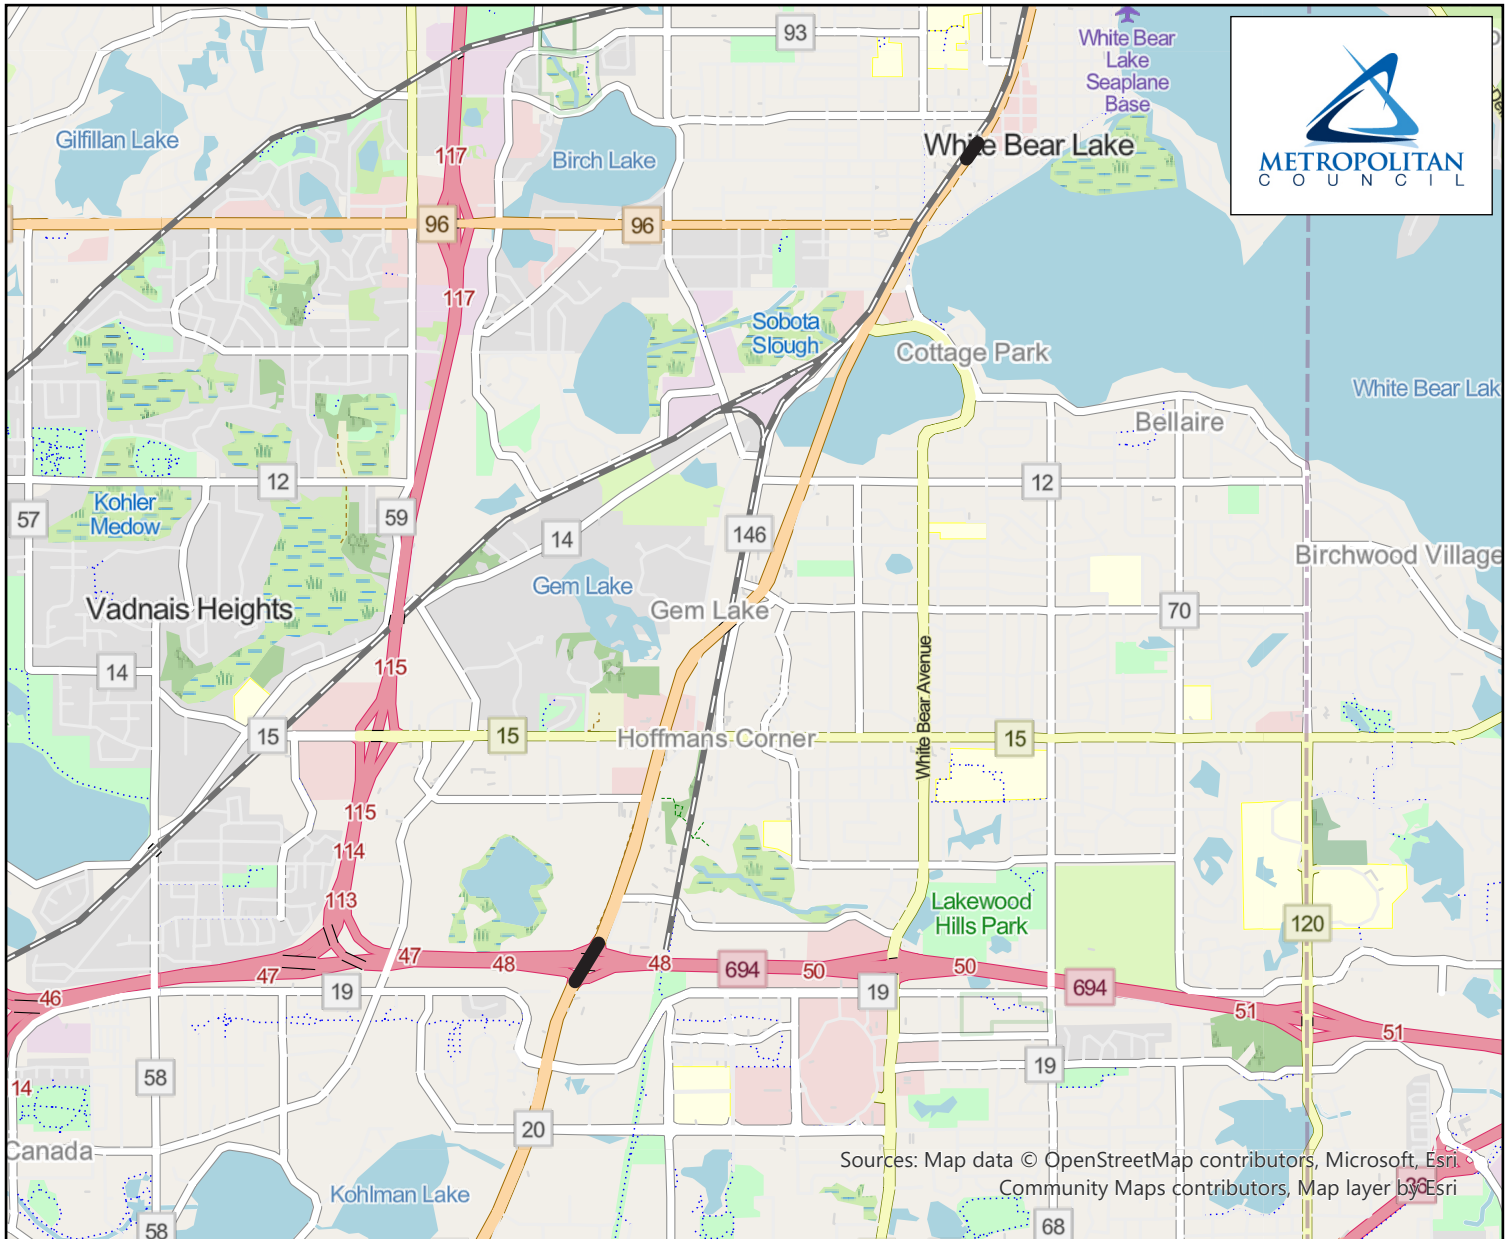 93
White Bear
Lake
Seaplane
Base
METROPOLITAN
COUNCIL
Gilfillan Lake
117
Birch Lake
White Bear Lake
96
96
117
Sobota
Slough
Cottage Park
White Bear Lak
Bellaire
12
12
Kohler
Medow
57
59
14
146
Birchwood Village
Gem Lake
Vadnais Heights
Gem Lake
70
115
14
White Bear Avenue
15
15
Hoffmans Corner
15
115
114
113
Lakewood
Hills Park
120
47
47
48
48
694
50
50
694
46
19
19
51
51
58
19
14
20
Canada
Sources: Map data © OpenStreetMap contributors, Microsoft, Esri
Community Maps contributors, Map layer by Esri
36
Kohlman Lake
58
68